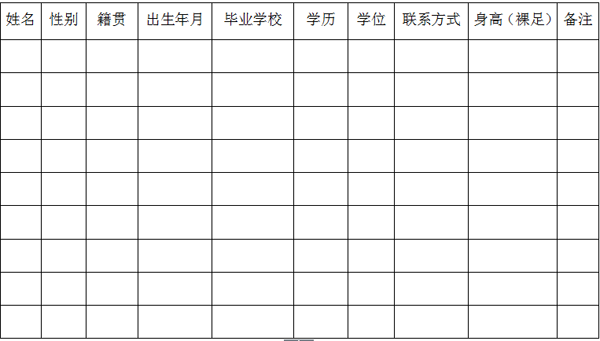 姓名 性别 籍贯 出生年月 毕业学校 学历 学位 联系方式 身高（裸足） 备注